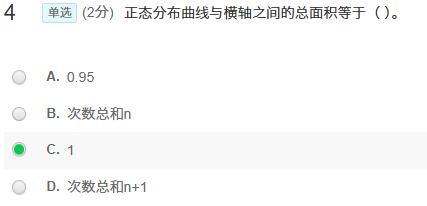 4 单选 (2分) 正态分布曲线与横轴之间的总面积等于 ( )。
A. 0.95
B. 次数总和n
C. 1
D. 次数总和n+1